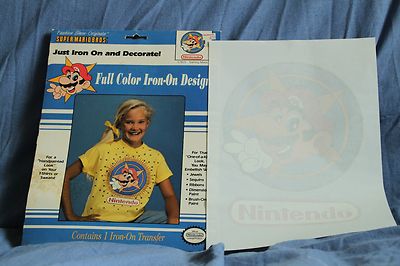 Fashion Show Originals
SUPER MARIO BROS.
Nintendo
Just Iron On and Decorate!
Full Color Iron-On Design
For a
"Handpainted
Look"
on Your
T-Shirts or
Sweats!
Nintendo
For That
"One-of-a-Kind
Look,
You May
Embellish With
• Jewels
• Sequins
• Ribbons
• Dimensional
Paint
• Brush-On
Paint
Contains 1 Iron-On Transfer
Nintendo